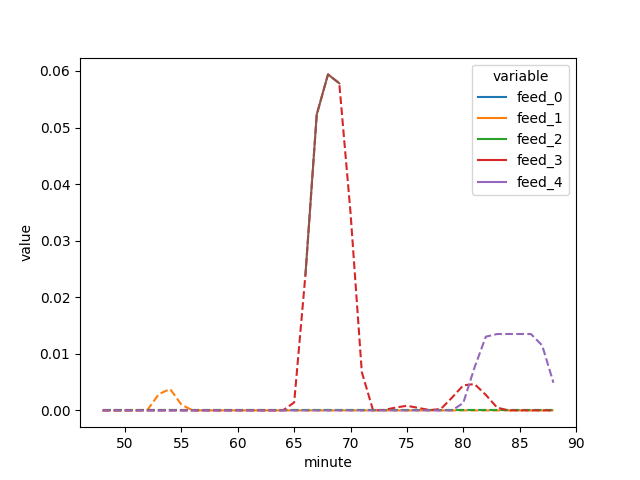 variable
feed_0
feed_1
feed_2
feed_3
feed_4
value
0.06
0.05
0.04
0.03
0.02
0.01
0.00
50 55 60 65 70 75 80 85 90
minute